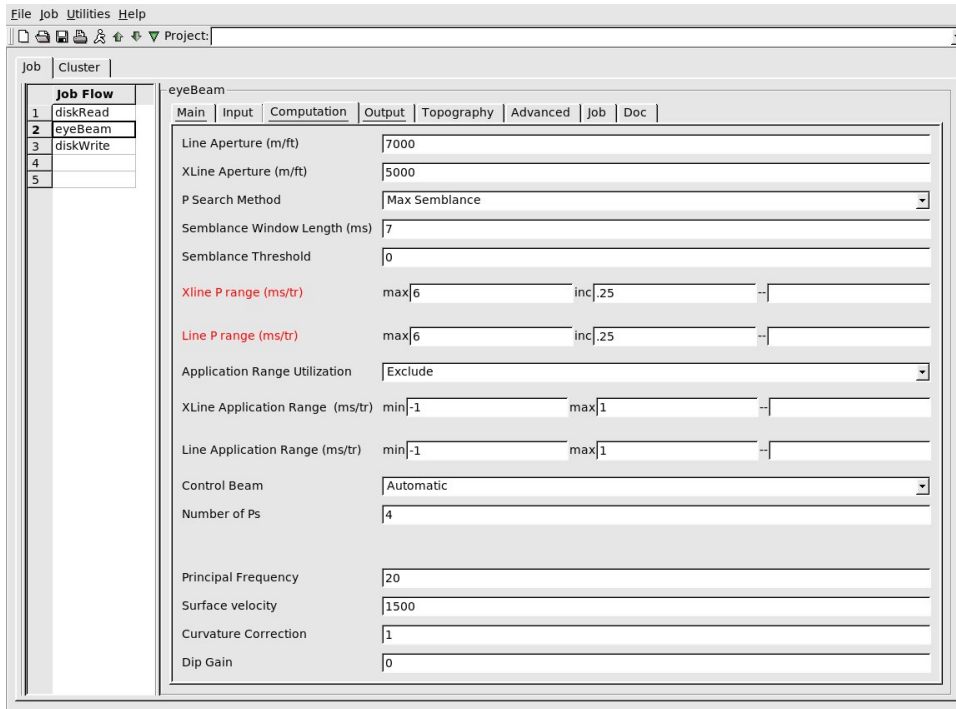 File Job Utilities Help
Project:
Job Cluster
Job Flow
1 diskRead
2 eyeBeam
3 diskWrite
4
5
eyeBeam
Main Input Computation Output Topography Advanced Job Doc
Line Aperture (m/ft) 7000
XLine Aperture (m/ft) 5000
P Search Method Max Semblance
Semblance Window Length (ms) 7
Semblance Threshold 0
Xline P range (ms/tr) max 6 inc .25 --
Line P range (ms/tr) max 6 inc .25 --
Application Range Utilization Exclude
XLine Application Range (ms/tr) min -1 max 1 --
Line Application Range (ms/tr) min -1 max 1 --
Control Beam Automatic
Number of Ps 4
Principal Frequency 20
Surface velocity 1500
Curvature Correction 1
Dip Gain 0